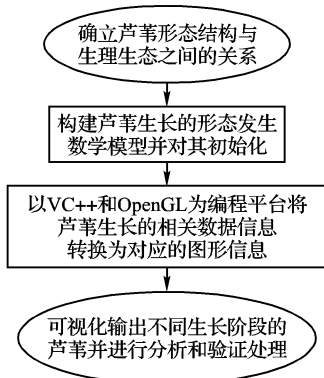 确立芦苇形态结构与
生理生态之间的关系
构建芦苇生长的形态发生
数学模型并对其初始化
以VC++和OpenGL为编程平台将
芦苇生长的相关数据信息
转换为对应的图形信息
可视化输出不同生长阶段的
芦苇并进行分析和验证处理